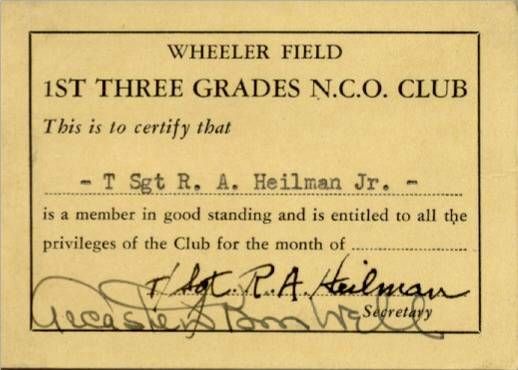 WHEELER FIELD
1ST THREE GRADES N.C.O. CLUB
This is to certify that
- T Sgt R. A. Heilman Jr. -
is a member in good standing and is entitled to all the
privileges of the Club for the month of
T/Sgt. R.A. Heilman
Secretary